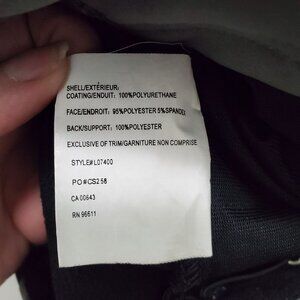 SHELL/EXTÉRIEUR:
COATING/ENDUIT: 100%POLYURETHANE
FACE/ENDROIT: 95%POLYESTER 5%SPANDEX
BACK/SUPPORT: 100%POLYESTER
EXCLUSIVE OF TRIM/GARNITURE NON COMPRISE
STYLE#L07400
PO#CS258
CA 00643
RN 96611